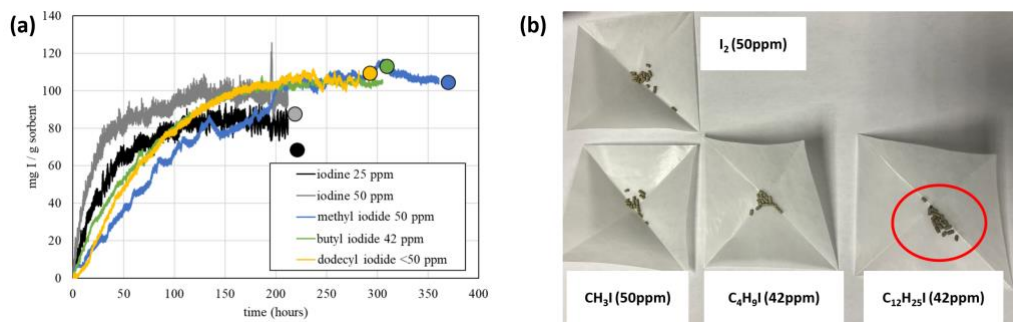 (a)
mg I / g sorbent
140
120
100
80
60
40
20
0
0 50 100 150 200 250 300 350 400
time (hours)
iodine 25 ppm
iodine 50 ppm
methyl iodide 50 ppm
butyl iodide 42 ppm
dodecyl iodide <50 ppm
(b)
I₂ (50ppm)
CH₃I (50ppm)
C₄H₉I (42ppm)
C₁₂H₂₅I (42ppm)